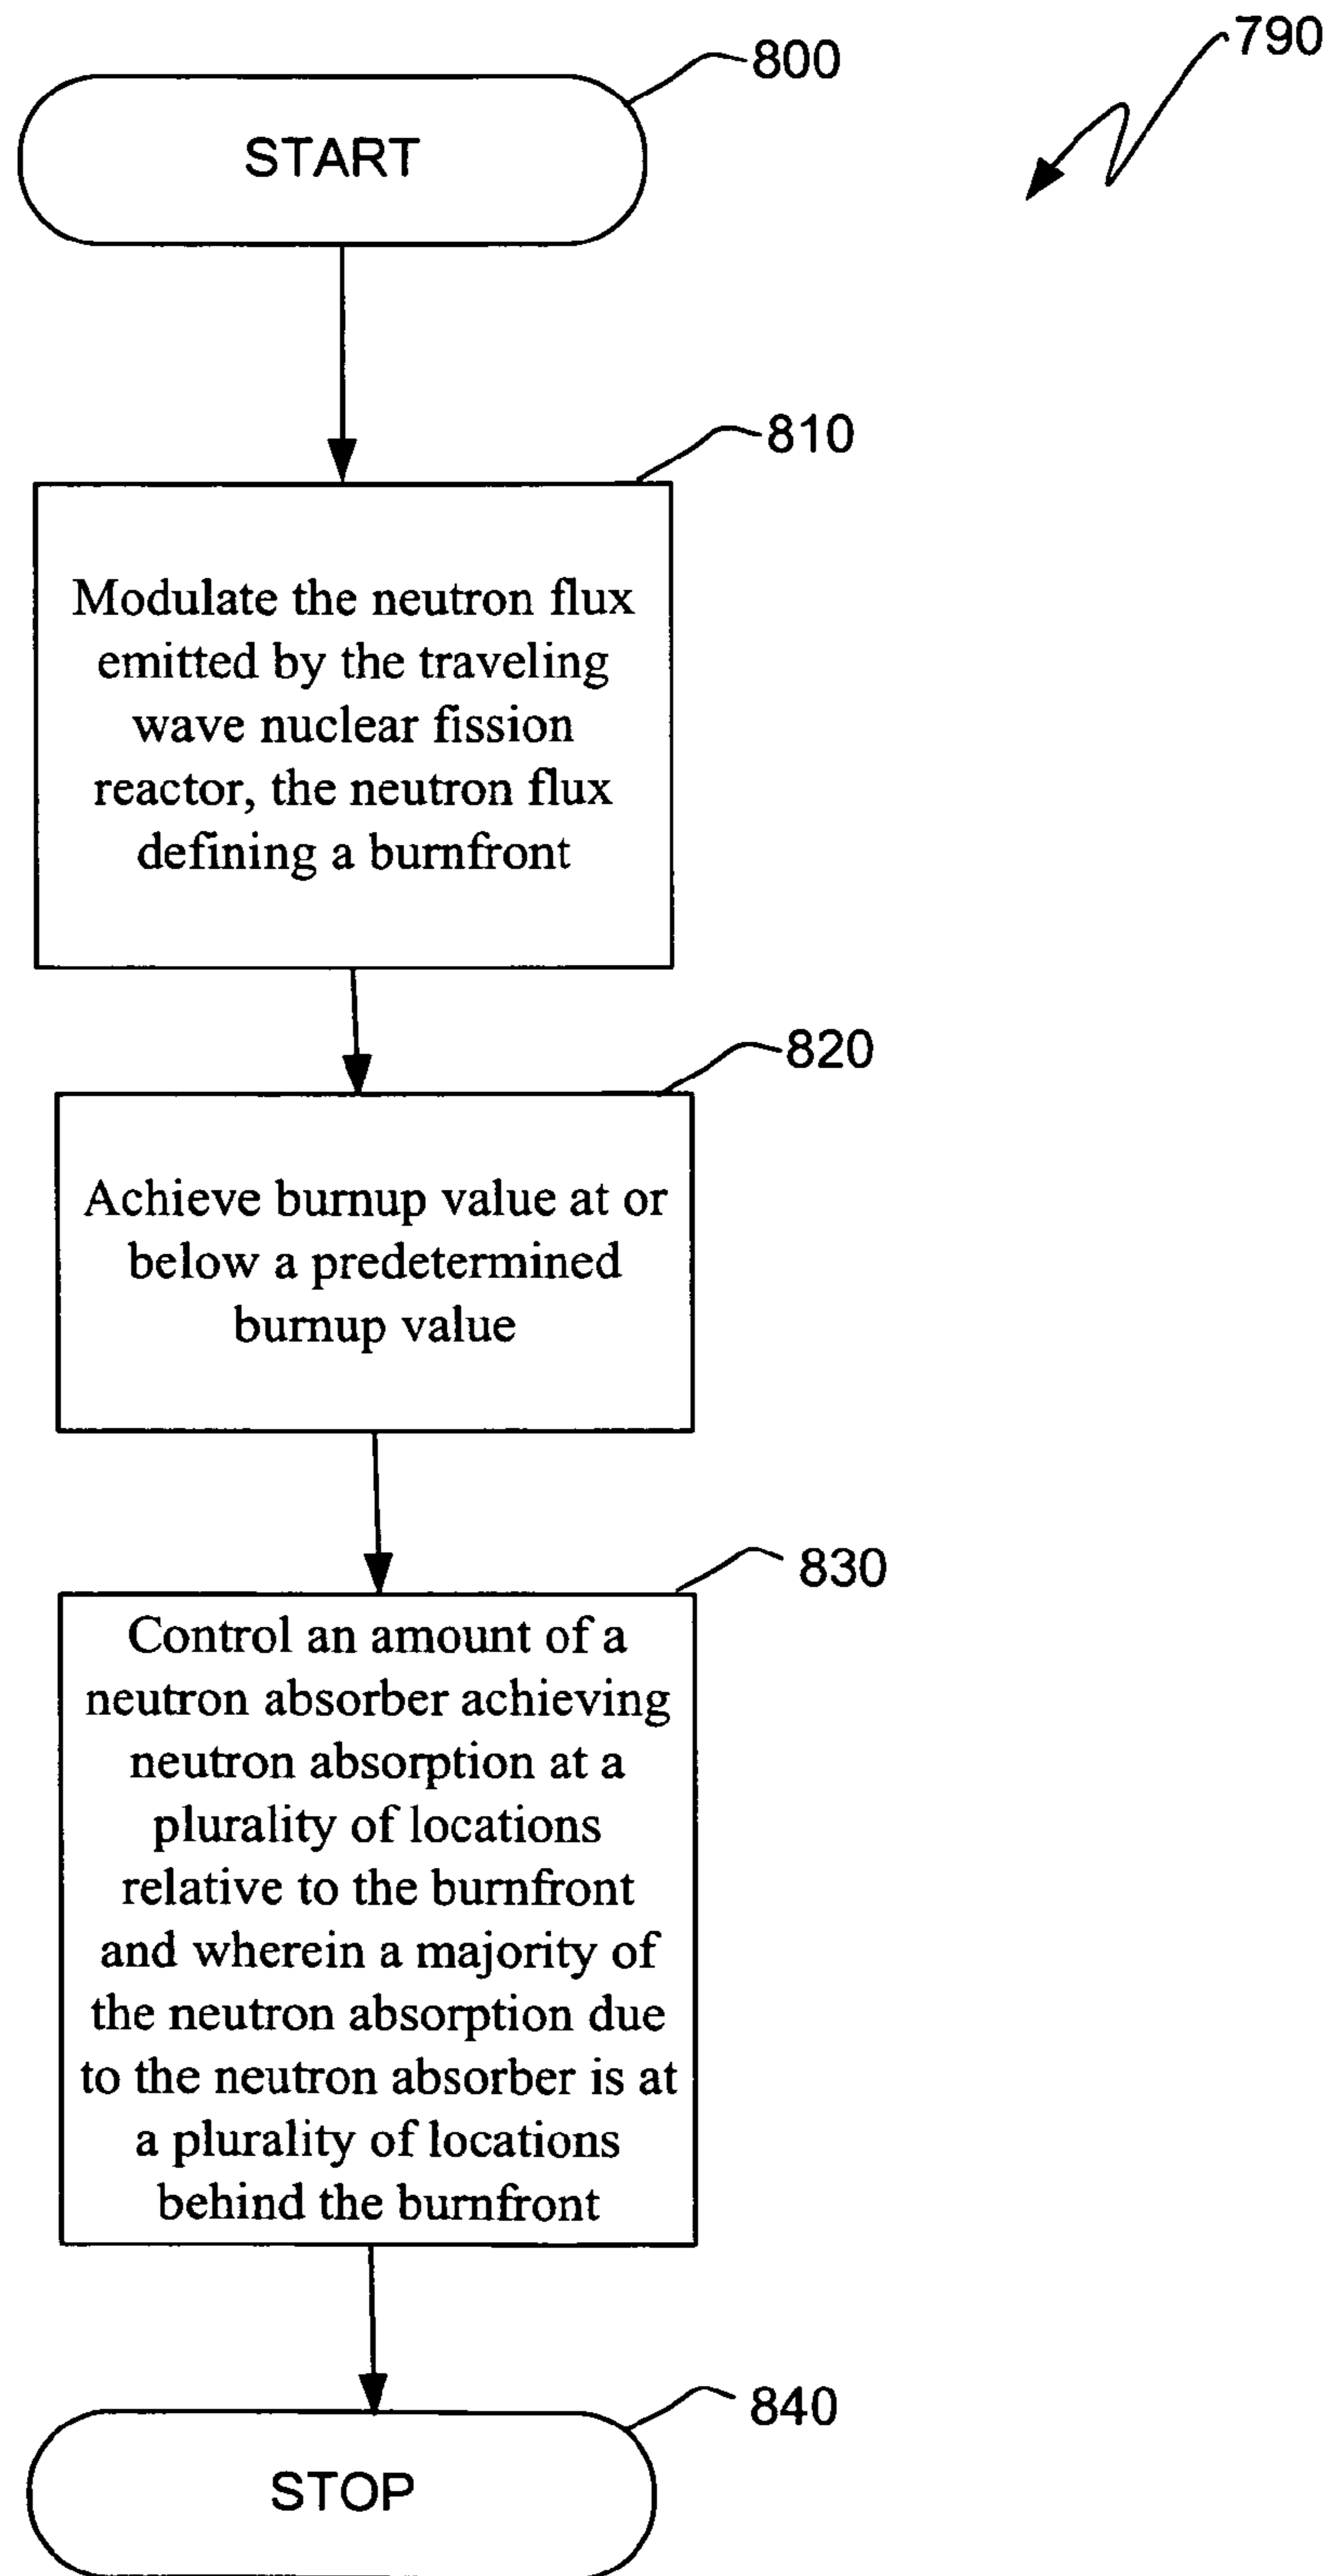 790
800
START
810
Modulate the neutron flux
emitted by the traveling
wave nuclear fission
reactor, the neutron flux
defining a burnfront
820
Achieve burnup value at or
below a predetermined
burnup value
830
Control an amount of a
neutron absorber achieving
neutron absorption at a
plurality of locations
relative to the burnfront
and wherein a majority of
the neutron absorption due
to the neutron absorber is at
a plurality of locations
behind the burnfront
840
STOP